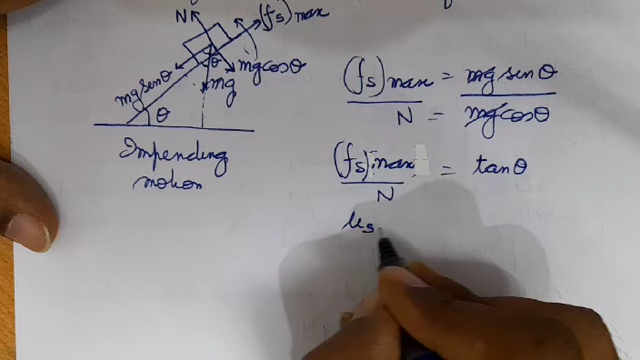 N (fs)max
mg sinθ θ mg cosθ
mg
θ
Impending
motion
(fs)max = mg sinθ
N = mg cosθ
(fs)max = tanθ
N
μs